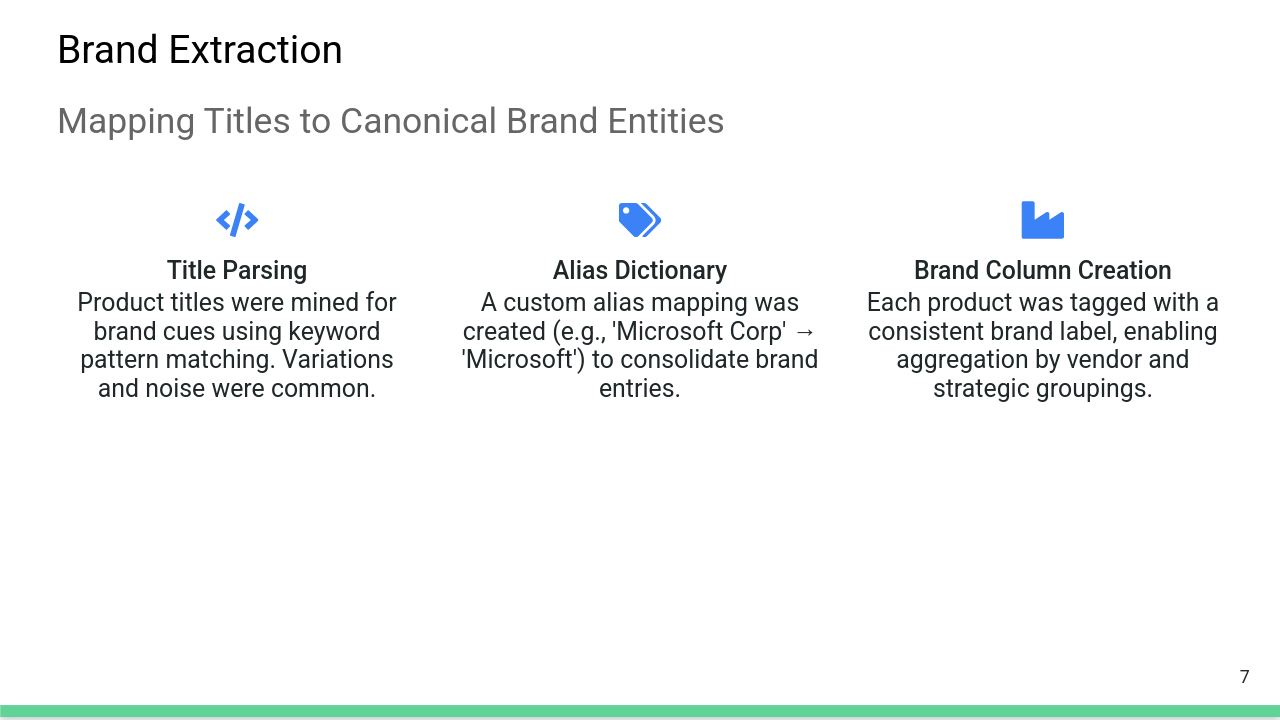 Brand Extraction
Mapping Titles to Canonical Brand Entities
Title Parsing
Product titles were mined for
brand cues using keyword
pattern matching. Variations
and noise were common.
Alias Dictionary
A custom alias mapping was
created (e.g., 'Microsoft Corp' →
'Microsoft') to consolidate brand
entries.
Brand Column Creation
Each product was tagged with a
consistent brand label, enabling
aggregation by vendor and
strategic groupings.
7